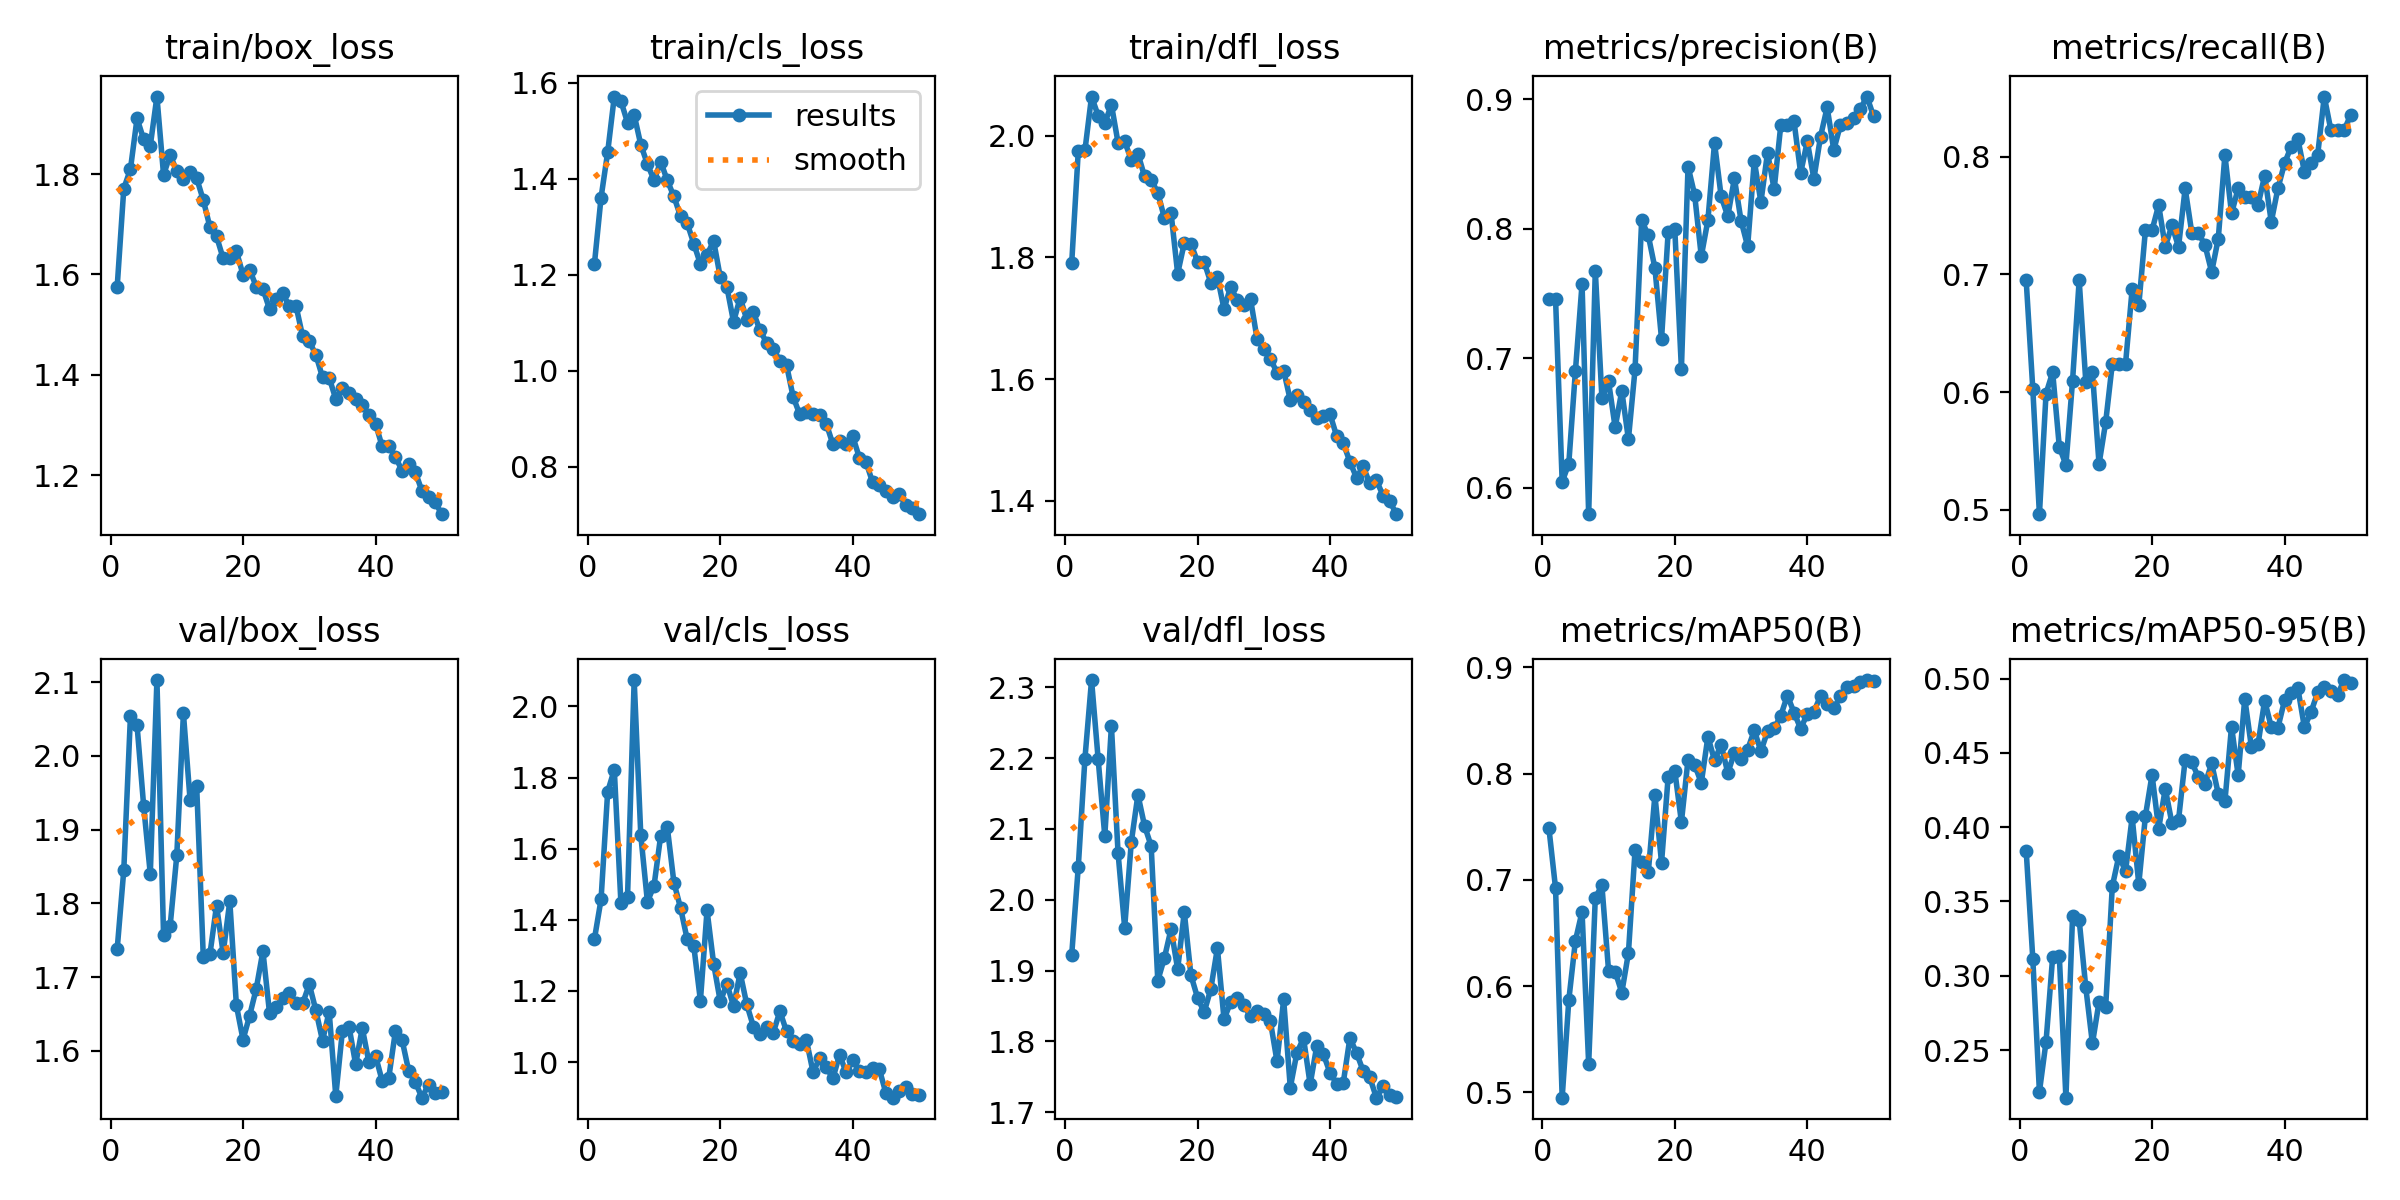 train/box_loss
1.8
1.6
1.4
1.2
0 20 40
train/cls_loss
1.6
1.4
1.2
1.0
0.8
results
smooth
0 20 40
train/dfl_loss
2.0
1.8
1.6
1.4
0 20 40
metrics/precision(B)
0.9
0.8
0.7
0.6
0 20 40
metrics/recall(B)
0.8
0.7
0.6
0.5
0 20 40
val/box_loss
2.1
2.0
1.9
1.8
1.7
1.6
0 20 40
val/cls_loss
2.0
1.8
1.6
1.4
1.2
1.0
0 20 40
val/dfl_loss
2.3
2.2
2.1
2.0
1.9
1.8
1.7
0 20 40
metrics/mAP50(B)
0.9
0.8
0.7
0.6
0.5
0 20 40
metrics/mAP50-95(B)
0.50
0.45
0.40
0.35
0.30
0.25
0 20 40